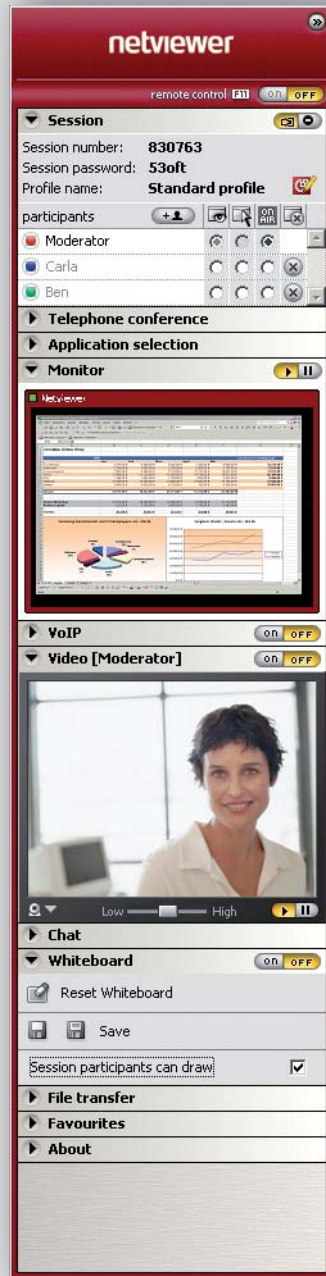 netviewer
remote control F11 on OFF
Session
Session number: 830763
Session password: 53oft
Profile name: Standard profile
participants ON AIR
Moderator
Carla
Ben
Telephone conference
Application selection
Monitor
Netviewer
VoIP on OFF
Video [Moderator] on OFF
Low High
Chat
Whiteboard on OFF
Reset Whiteboard
Save
Session participants can draw
File transfer
Favourites
About